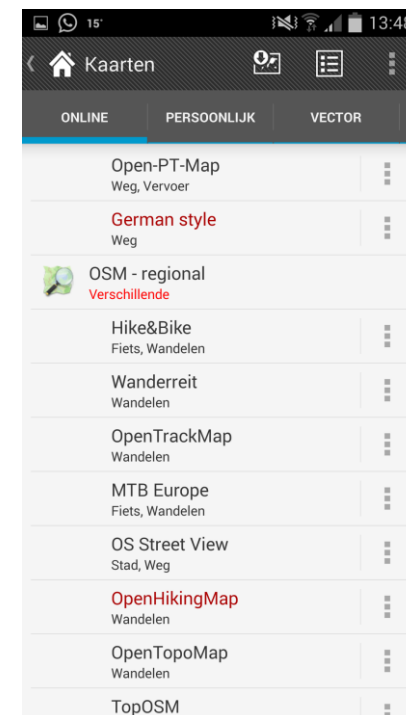 15'
13:48
Kaarten
ONLINE
PERSOONLIJK
VECTOR
Open-PT-Map
Weg, Vervoer
German style
Weg
OSM - regional
Verschillende
Hike&Bike
Fiets, Wandelen
Wanderreit
Wandelen
OpenTrackMap
Wandelen
MTB Europe
Fiets, Wandelen
OS Street View
Stad, Weg
OpenHikingMap
Wandelen
OpenTopoMap
Wandelen
TopOSM